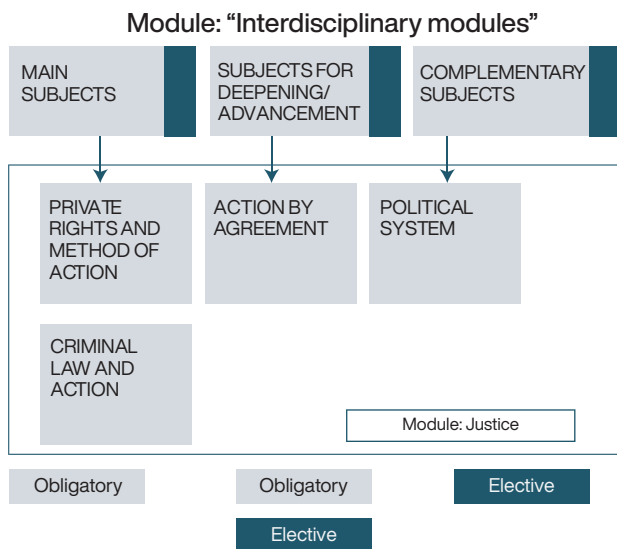 Module: “Interdisciplinary modules”
MAIN
SUBJECTS
SUBJECTS FOR
DEEPENING/
ADVANCEMENT
COMPLEMENTARY
SUBJECTS
PRIVATE
RIGHTS AND
METHOD OF
ACTION
ACTION BY
AGREEMENT
POLITICAL
SYSTEM
CRIMINAL
LAW AND
ACTION
Module: Justice
Obligatory
Obligatory
Elective
Elective